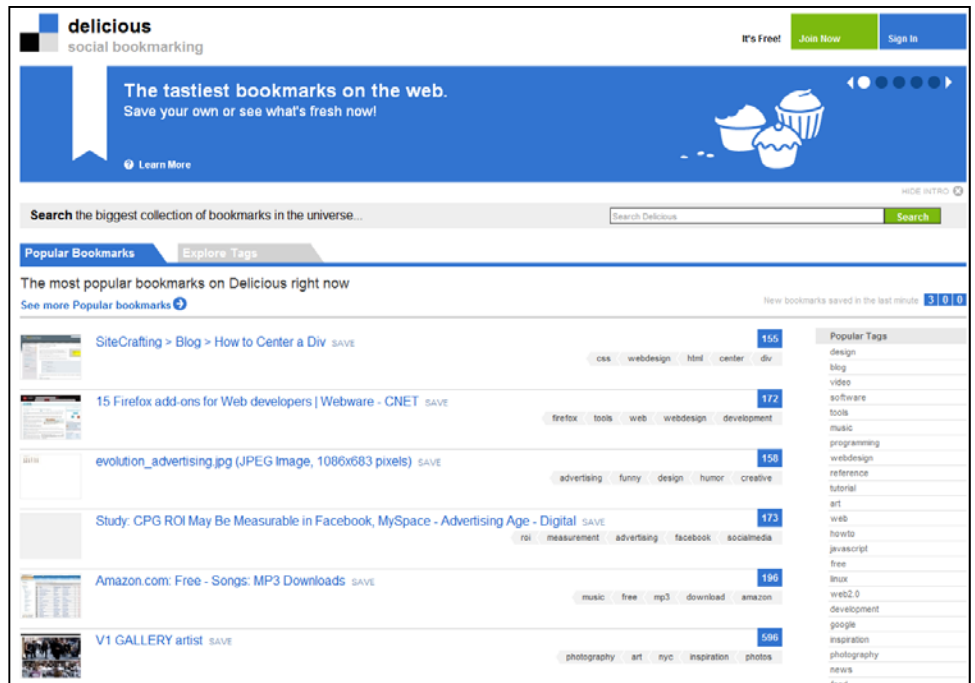 delicious
social bookmarking
It's Free!
Join Now
Sign In
The tastiest bookmarks on the web.
Save your own or see what's fresh now!
Learn More
HIDE INTRO
Search the biggest collection of bookmarks in the universe...
Search Delicious
Search
Popular Bookmarks
Explore Tags
The most popular bookmarks on Delicious right now
See more Popular bookmarks
New bookmarks saved in the last minute 3 0 0
SiteCrafting > Blog > How to Center a Div SAVE
155
css webdesign html center div
15 Firefox add-ons for Web developers | Webware - CNET SAVE
172
firefox tools web webdesign development
evolution_advertising.jpg (JPEG Image, 1086x683 pixels) SAVE
158
advertising funny design humor creative
Study: CPG ROI May Be Measurable in Facebook, MySpace - Advertising Age - Digital SAVE
173
roi measurement advertising facebook socialmedia
Amazon.com: Free - Songs: MP3 Downloads SAVE
196
music free mp3 download amazon
V1 GALLERY artist SAVE
596
photography art nyc inspiration photos
Popular Tags
design
blog
video
software
tools
music
programming
webdesign
reference
tutorial
art
web
howto
javascript
free
linux
web2.0
development
google
inspiration
photography
news